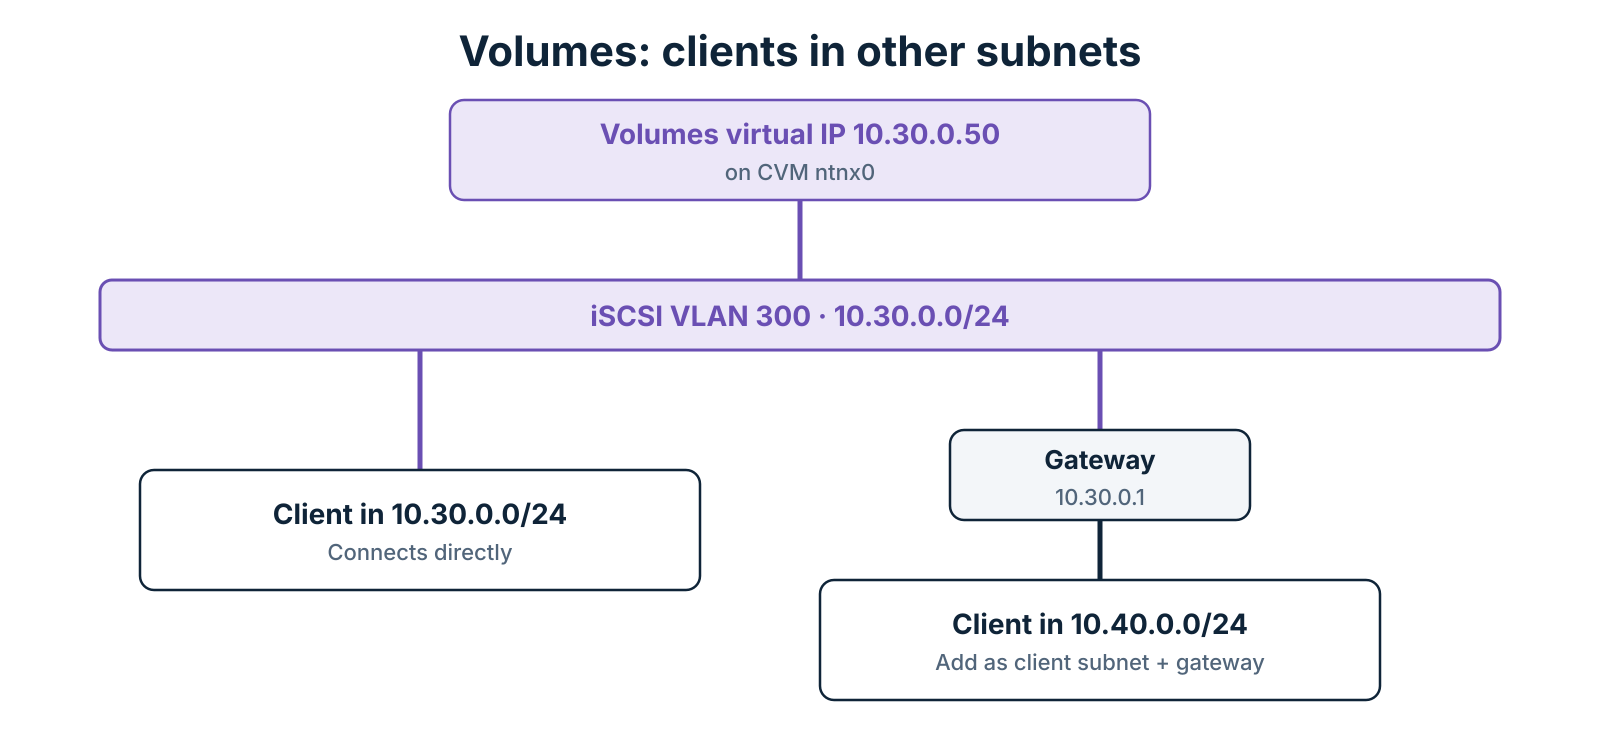 Volumes: clients in other subnets
Volumes virtual IP 10.30.0.50
on CVM ntnx0
iSCSI VLAN 300 · 10.30.0.0/24
Client in 10.30.0.0/24
Connects directly
Gateway
10.30.0.1
Client in 10.40.0.0/24
Add as client subnet + gateway